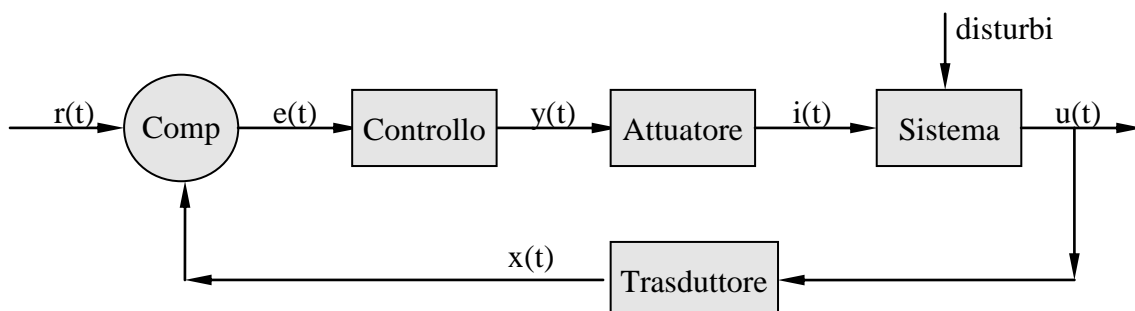 disturbi
r(t)
Comp
e(t)
Controllo
y(t)
Attuatore
i(t)
Sistema
u(t)
x(t)
Trasduttore